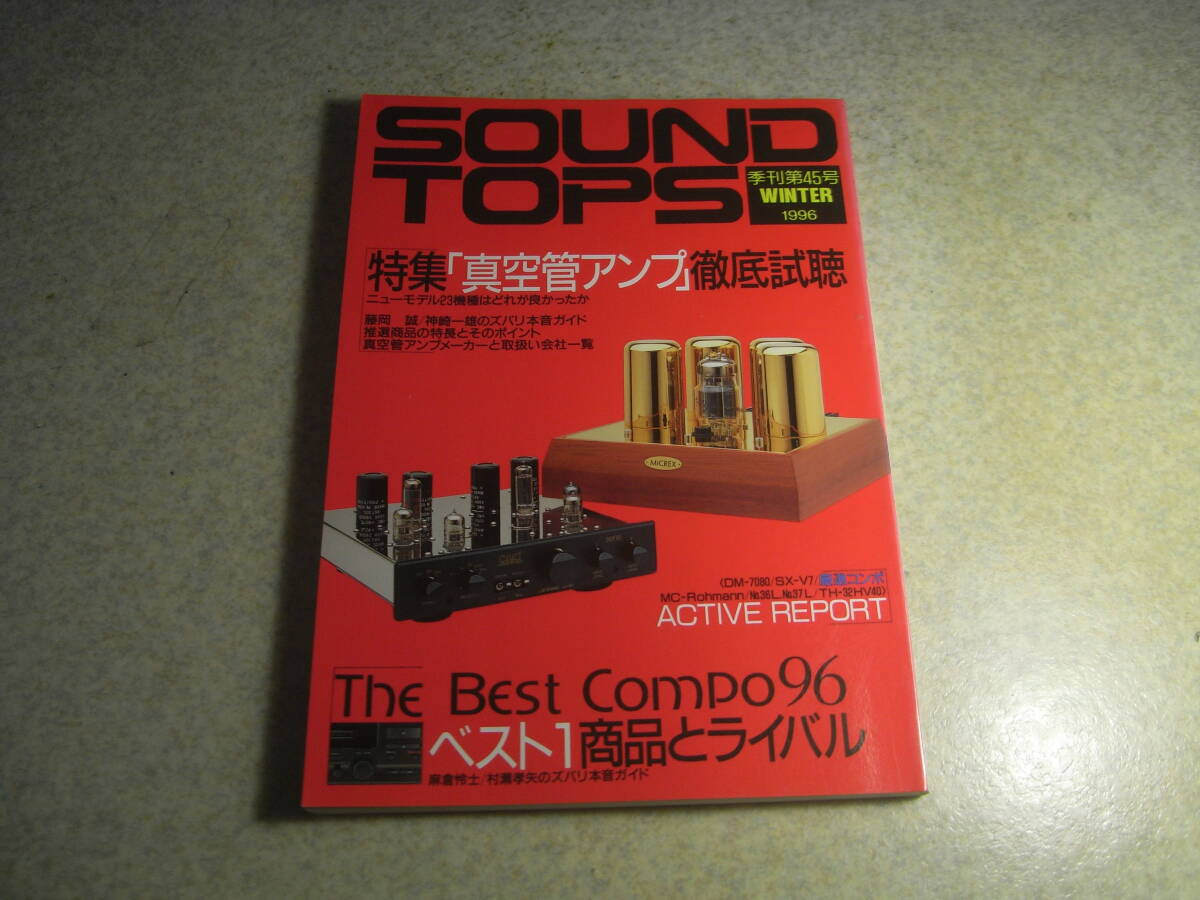 SOUND
TOPS
季刊第45号
WINTER
1996
特集「真空管アンプ」徹底試聴
ニューモデル23機種はどれが良かったか
藤岡 誠/神崎一雄のズバリ本音ガイド
推選商品の特長とそのポイント
真空管アンプメーカーと取扱い会社一覧
MiCREX
〈DM-7080/SX-V7/厳選コンポ
MC-Rohmann/№36L.№37L/TH-32HV40〉
ACTIVE REPORT
The Best Compo96
ベスト1商品とライバル
麻倉怜士/村瀬孝矢のズバリ本音ガイド